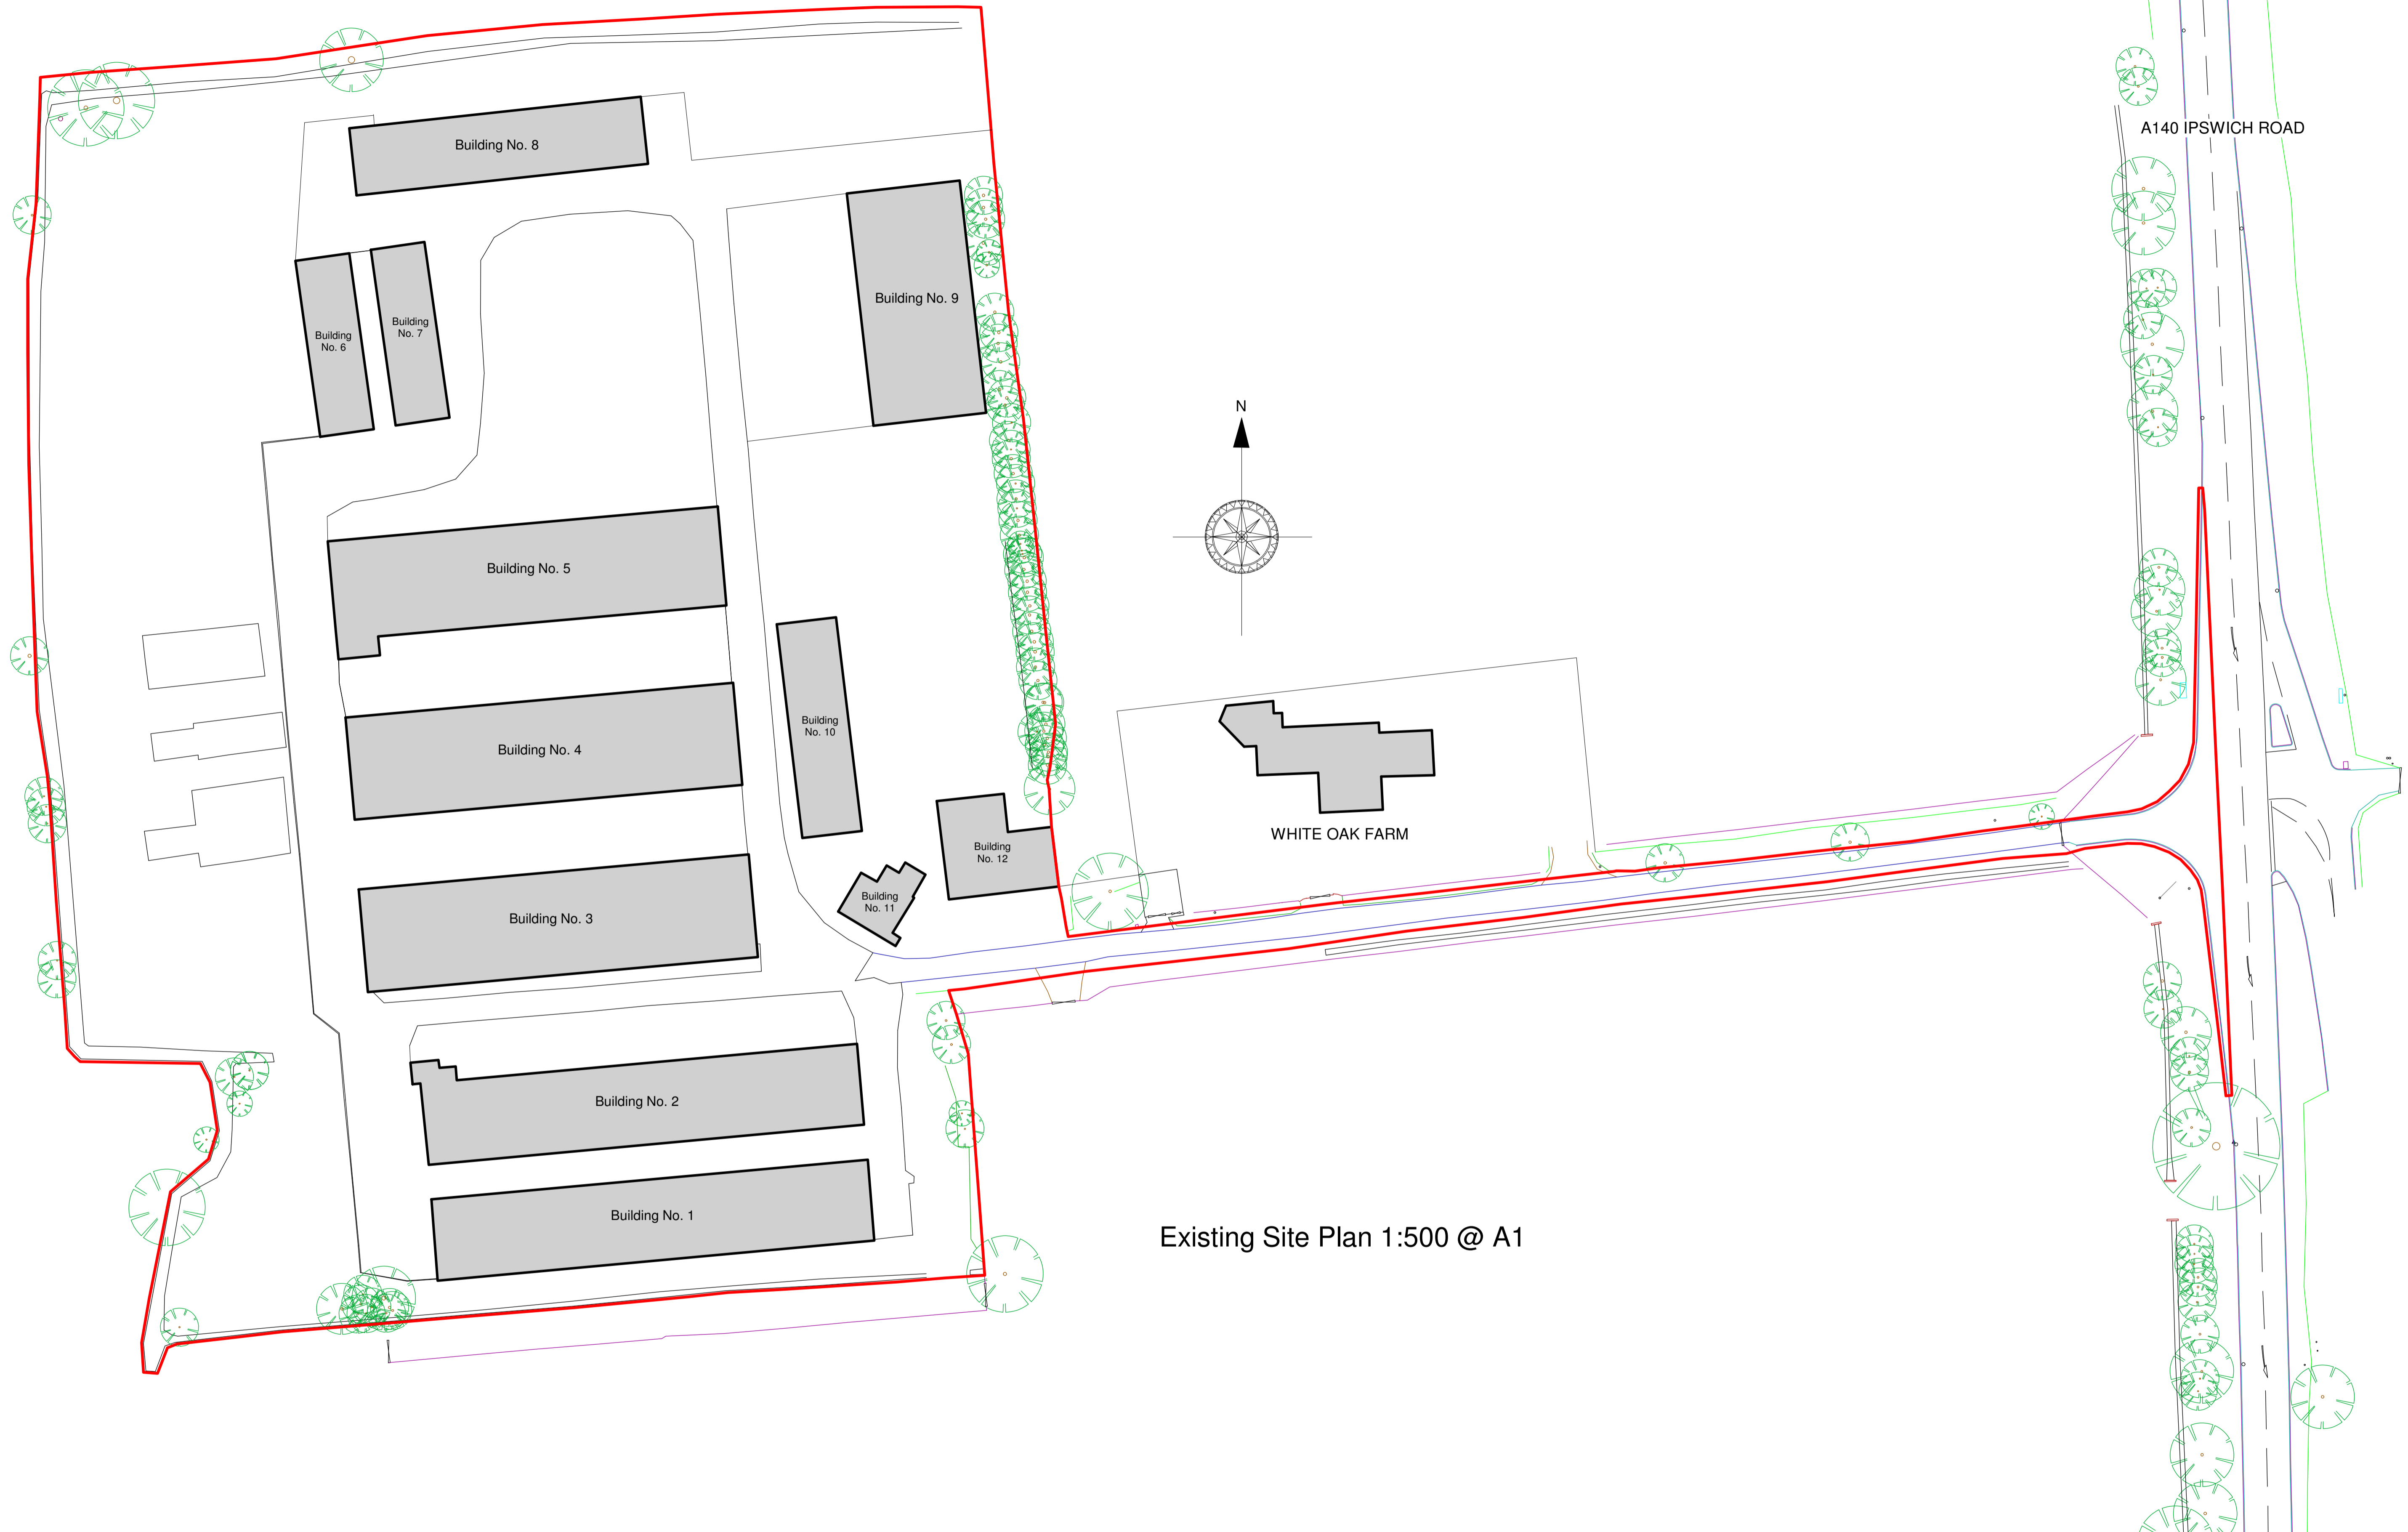 A140 IPSWICH ROAD
Building No. 8
Building No. 9
Building
No. 7
Building
No. 6
N
Building No. 5
Building
No. 10
Building No. 4
WHITE OAK FARM
Building
No. 12
Building
No. 11
Building No. 3
Building No. 2
Building No. 1
Existing Site Plan 1:500 @ A1